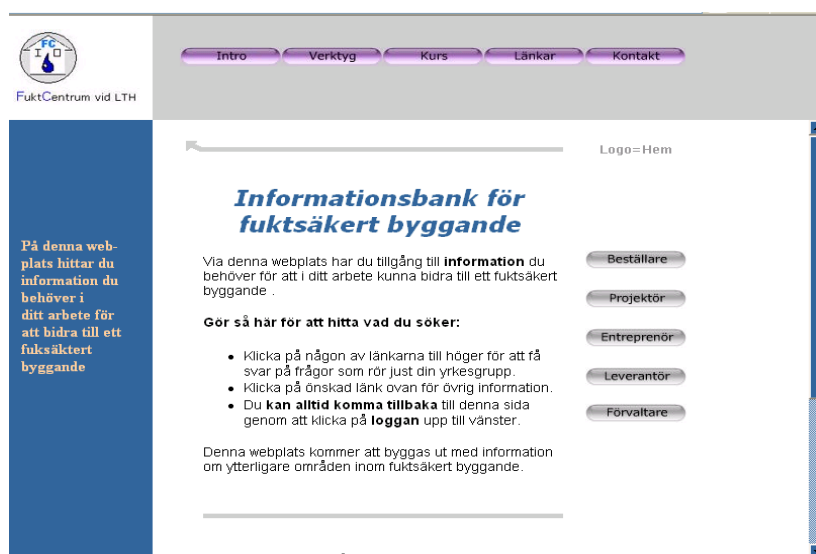 FC
I O
FuktCentrum vid LTH
Intro
Verktyg
Kurs
Länkar
Kontakt
På denna web-
plats hittar du
information du
behöver i
ditt arbete för
att bidra till ett
fuksäktert
byggande
Logo=Hem
Informationsbank för
fuktsäkert byggande
Via denna webplats har du tillgång till information du
behöver för att i ditt arbete kunna bidra till ett fuktsäkert
byggande .
Gör så här för att hitta vad du söker:
• Klicka på någon av länkarna till höger för att få
svar på frågor som rör just din yrkesgrupp.
• Klicka på önskad länk ovan för övrig information.
• Du kan alltid komma tillbaka till denna sida
genom att klicka på loggan upp till vänster.
Denna webplats kommer att byggas ut med information
om ytterligare områden inom fuktsäkert byggande.
Beställare
Projektör
Entreprenör
Leverantör
Förvaltare